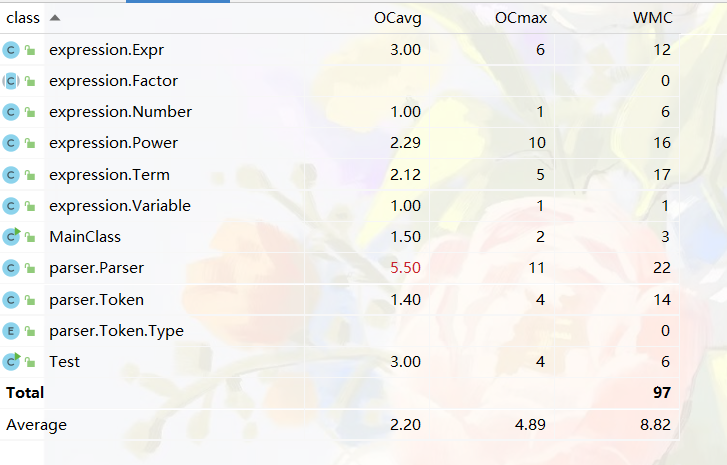 class OCavg OCmax WMC
C expression.Expr 3.00 6 12
C expression.Factor 0
C expression.Number 1.00 1 6
C expression.Power 2.29 10 16
C expression.Term 2.12 5 17
C expression.Variable 1.00 1 1
C MainClass 1.50 2 3
C parser.Parser 5.50 11 22
C parser.Token 1.40 4 14
E parser.Token.Type 0
C Test 3.00 4 6
Total 97
Average 2.20 4.89 8.82